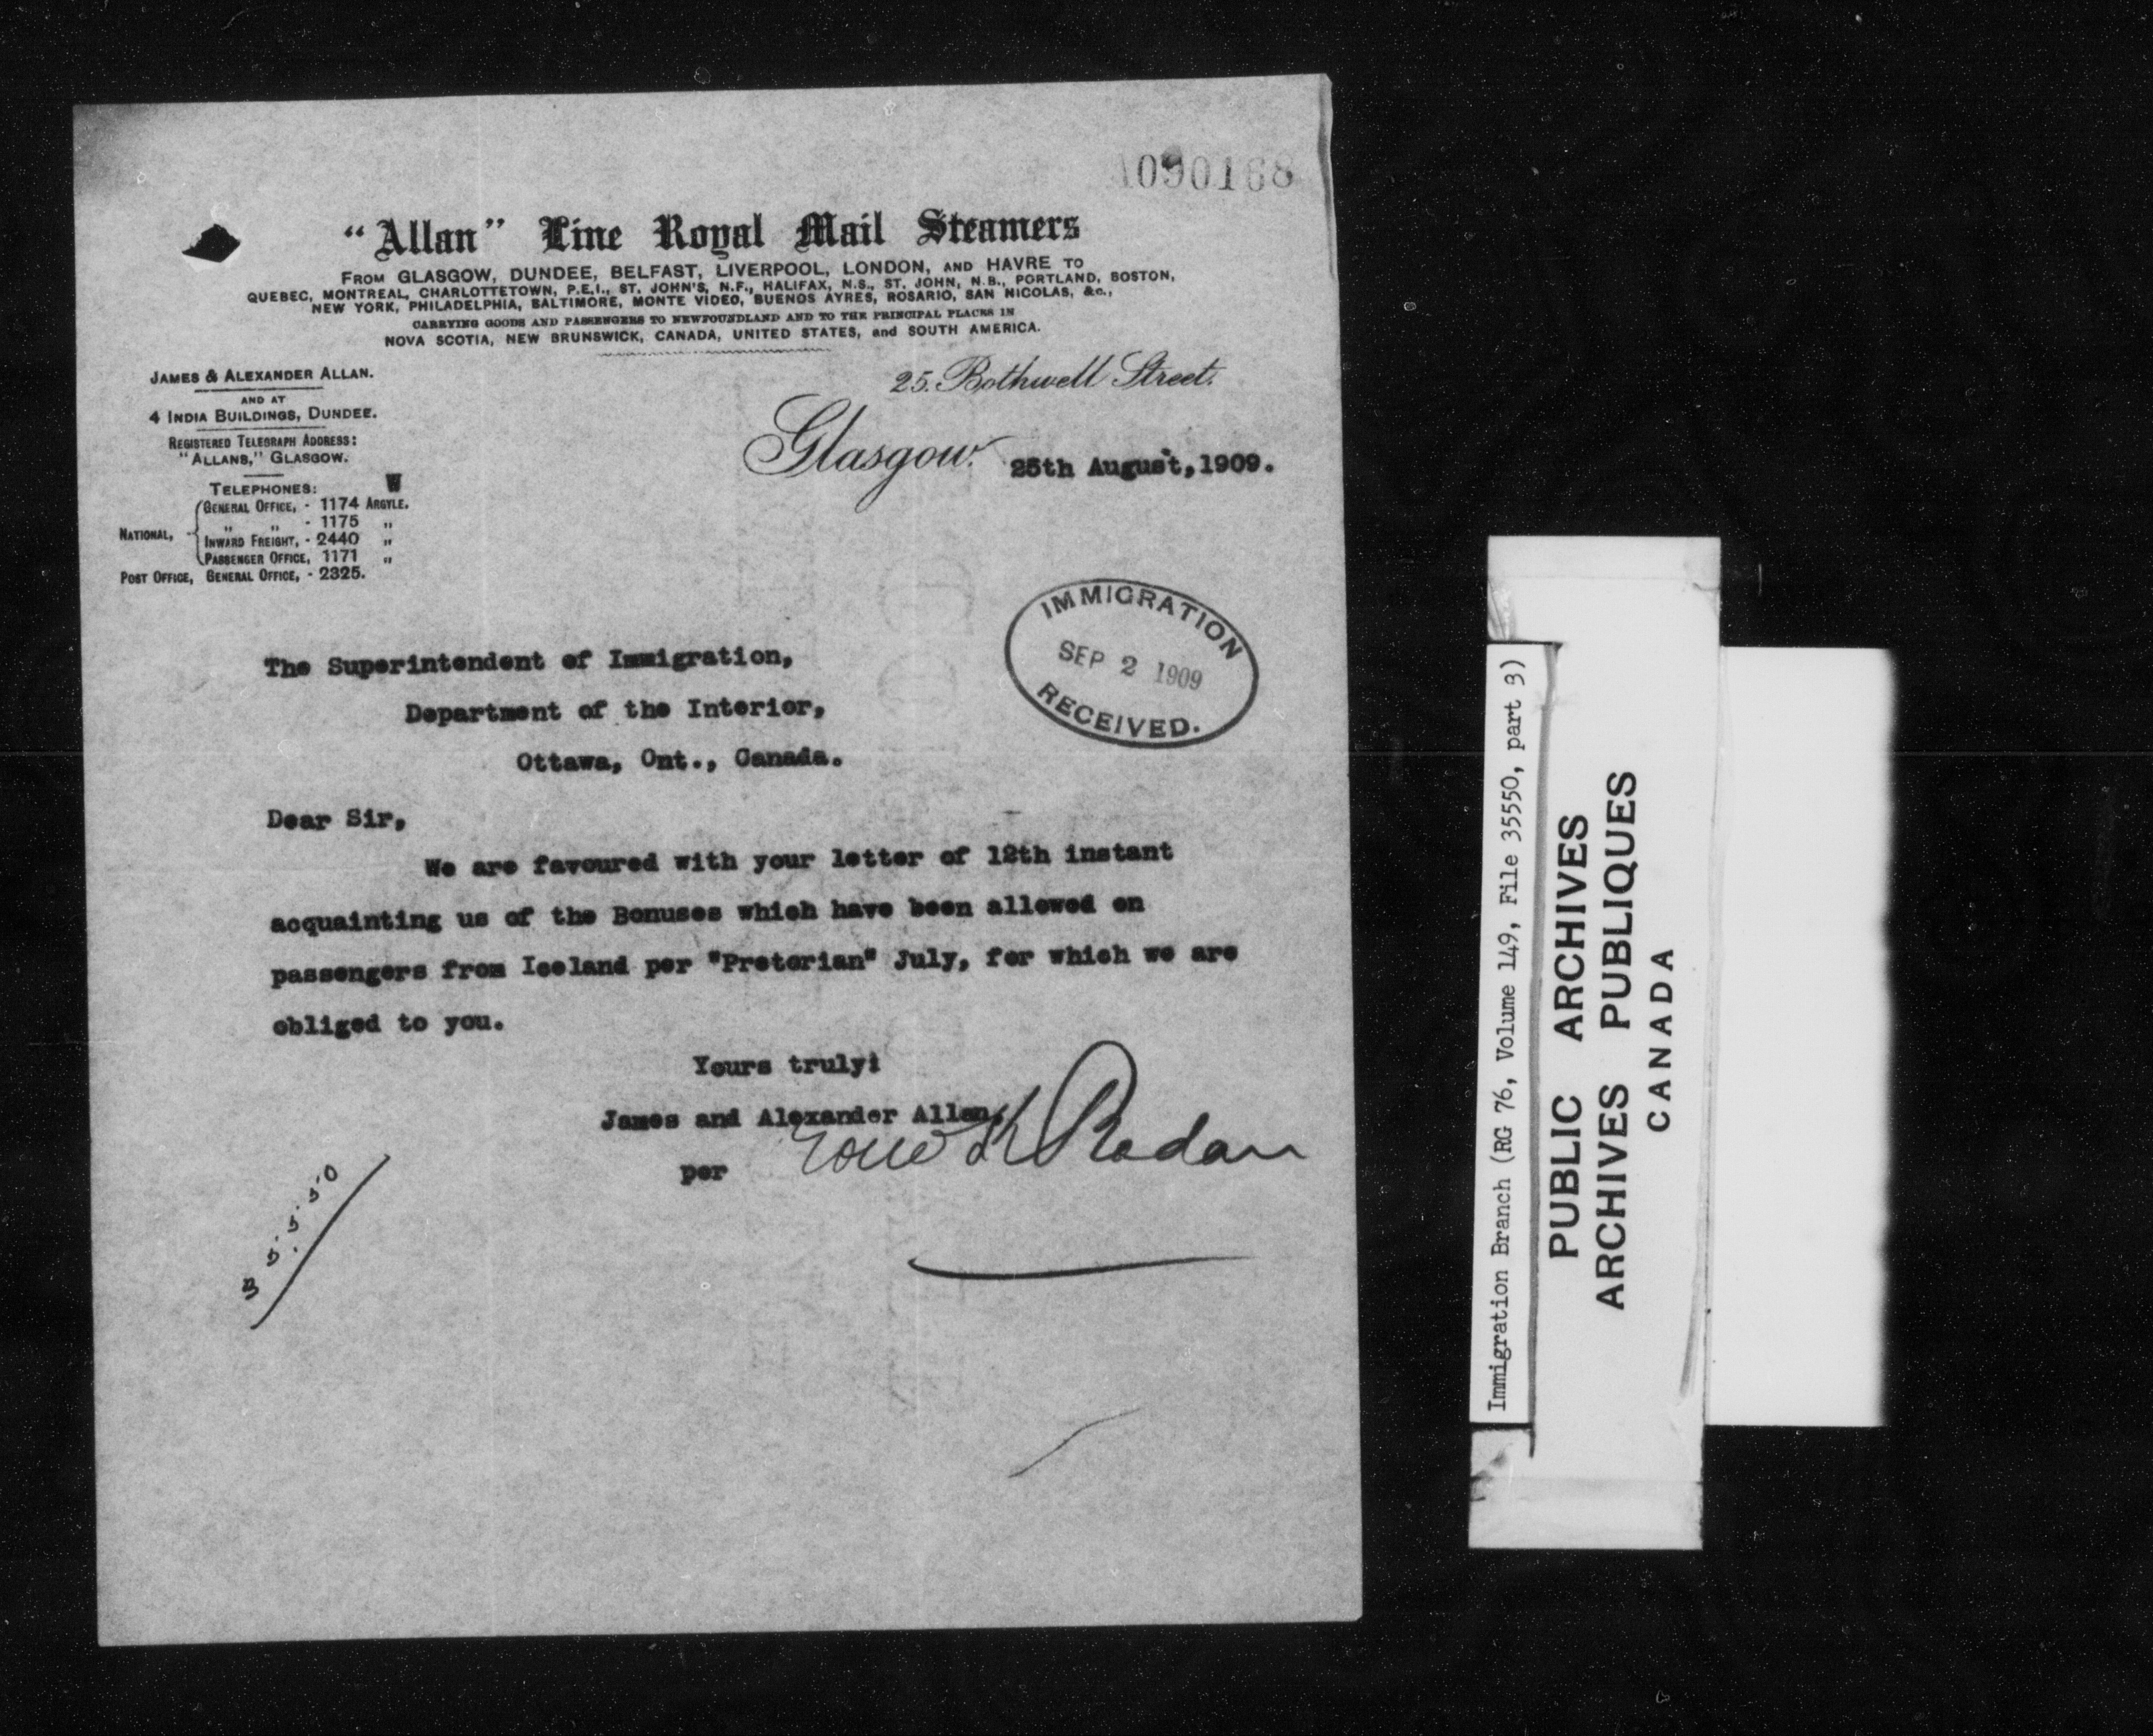 1090168
"Allan" Line Royal Mail Steamers
FROM GLASGOW, DUNDEE, BELFAST, LIVERPOOL, LONDON, AND HAVRE TO
QUEBEC, MONTREAL, CHARLOTTETOWN, P.E.I., ST. JOHN'S, N.F., HALIFAX, N.S., ST. JOHN, N.B., PORTLAND, BOSTON,
NEW YORK, PHILADELPHIA, BALTIMORE, MONTE VIDEO, BUENOS AYRES, ROSARIO, SAN NICOLAS, &c.,
CARRYING GOODS AND PASSENGERS TO NEWFOUNDLAND AND TO THE PRINCIPAL PLACES IN
NOVA SCOTIA, NEW BRUNSWICK, CANADA, UNITED STATES, and SOUTH AMERICA.
JAMES & ALEXANDER ALLAN.
AND AT
4 INDIA BUILDINGS, DUNDEE.
REGISTERED TELEGRAPH ADDRESS:
"ALLANS," GLASGOW.
TELEPHONES: W
NATIONAL, GENERAL OFFICE, - 1174 ARGYLE.
" " - 1175 "
INWARD FREIGHT, - 2440 "
PASSENGER OFFICE, 1171 "
POST OFFICE, GENERAL OFFICE, - 2325.
25. Bothwell Street.
Glasgow. 25th August, 1909.
IMMIGRATION
SEP 2 1909
RECEIVED.
The Superintendent of Immigration,
Department of the Interior,
Ottawa, Ont., Canada.
Dear Sir,
We are favoured with your letter of 12th instant
acquainting us of the Bonuses which have been allowed on
passengers from Iceland per "Pretorian" July, for which we are
obliged to you.
Yours truly:
James and Alexander Allan,
per
35550
Immigration Branch (RG 76, Volume 149, File 35550, part 3)
PUBLIC ARCHIVES
ARCHIVES PUBLIQUES
CANADA